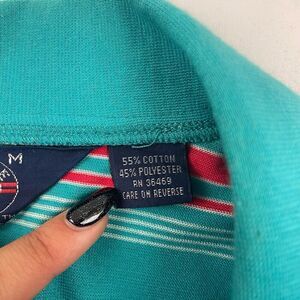 M
55% COTTON
45% POLYESTER
RN 36469
CARE ON REVERSE